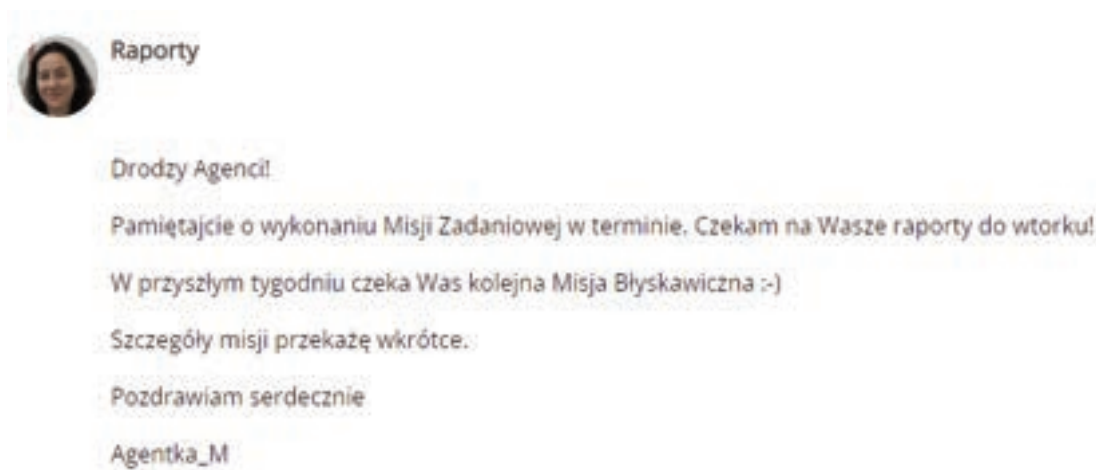 Raporty
Drodzy Agenci!
Pamiętajcie o wykonaniu Misji Zadaniowej w terminie. Czekam na Wasze raporty do wtorku!
W przyszłym tygodniu czeka Was kolejna Misja Błyskawiczna :-)
Szczegóły misji przekażę wkrótce.
Pozdrawiam serdecznie
Agentka_M